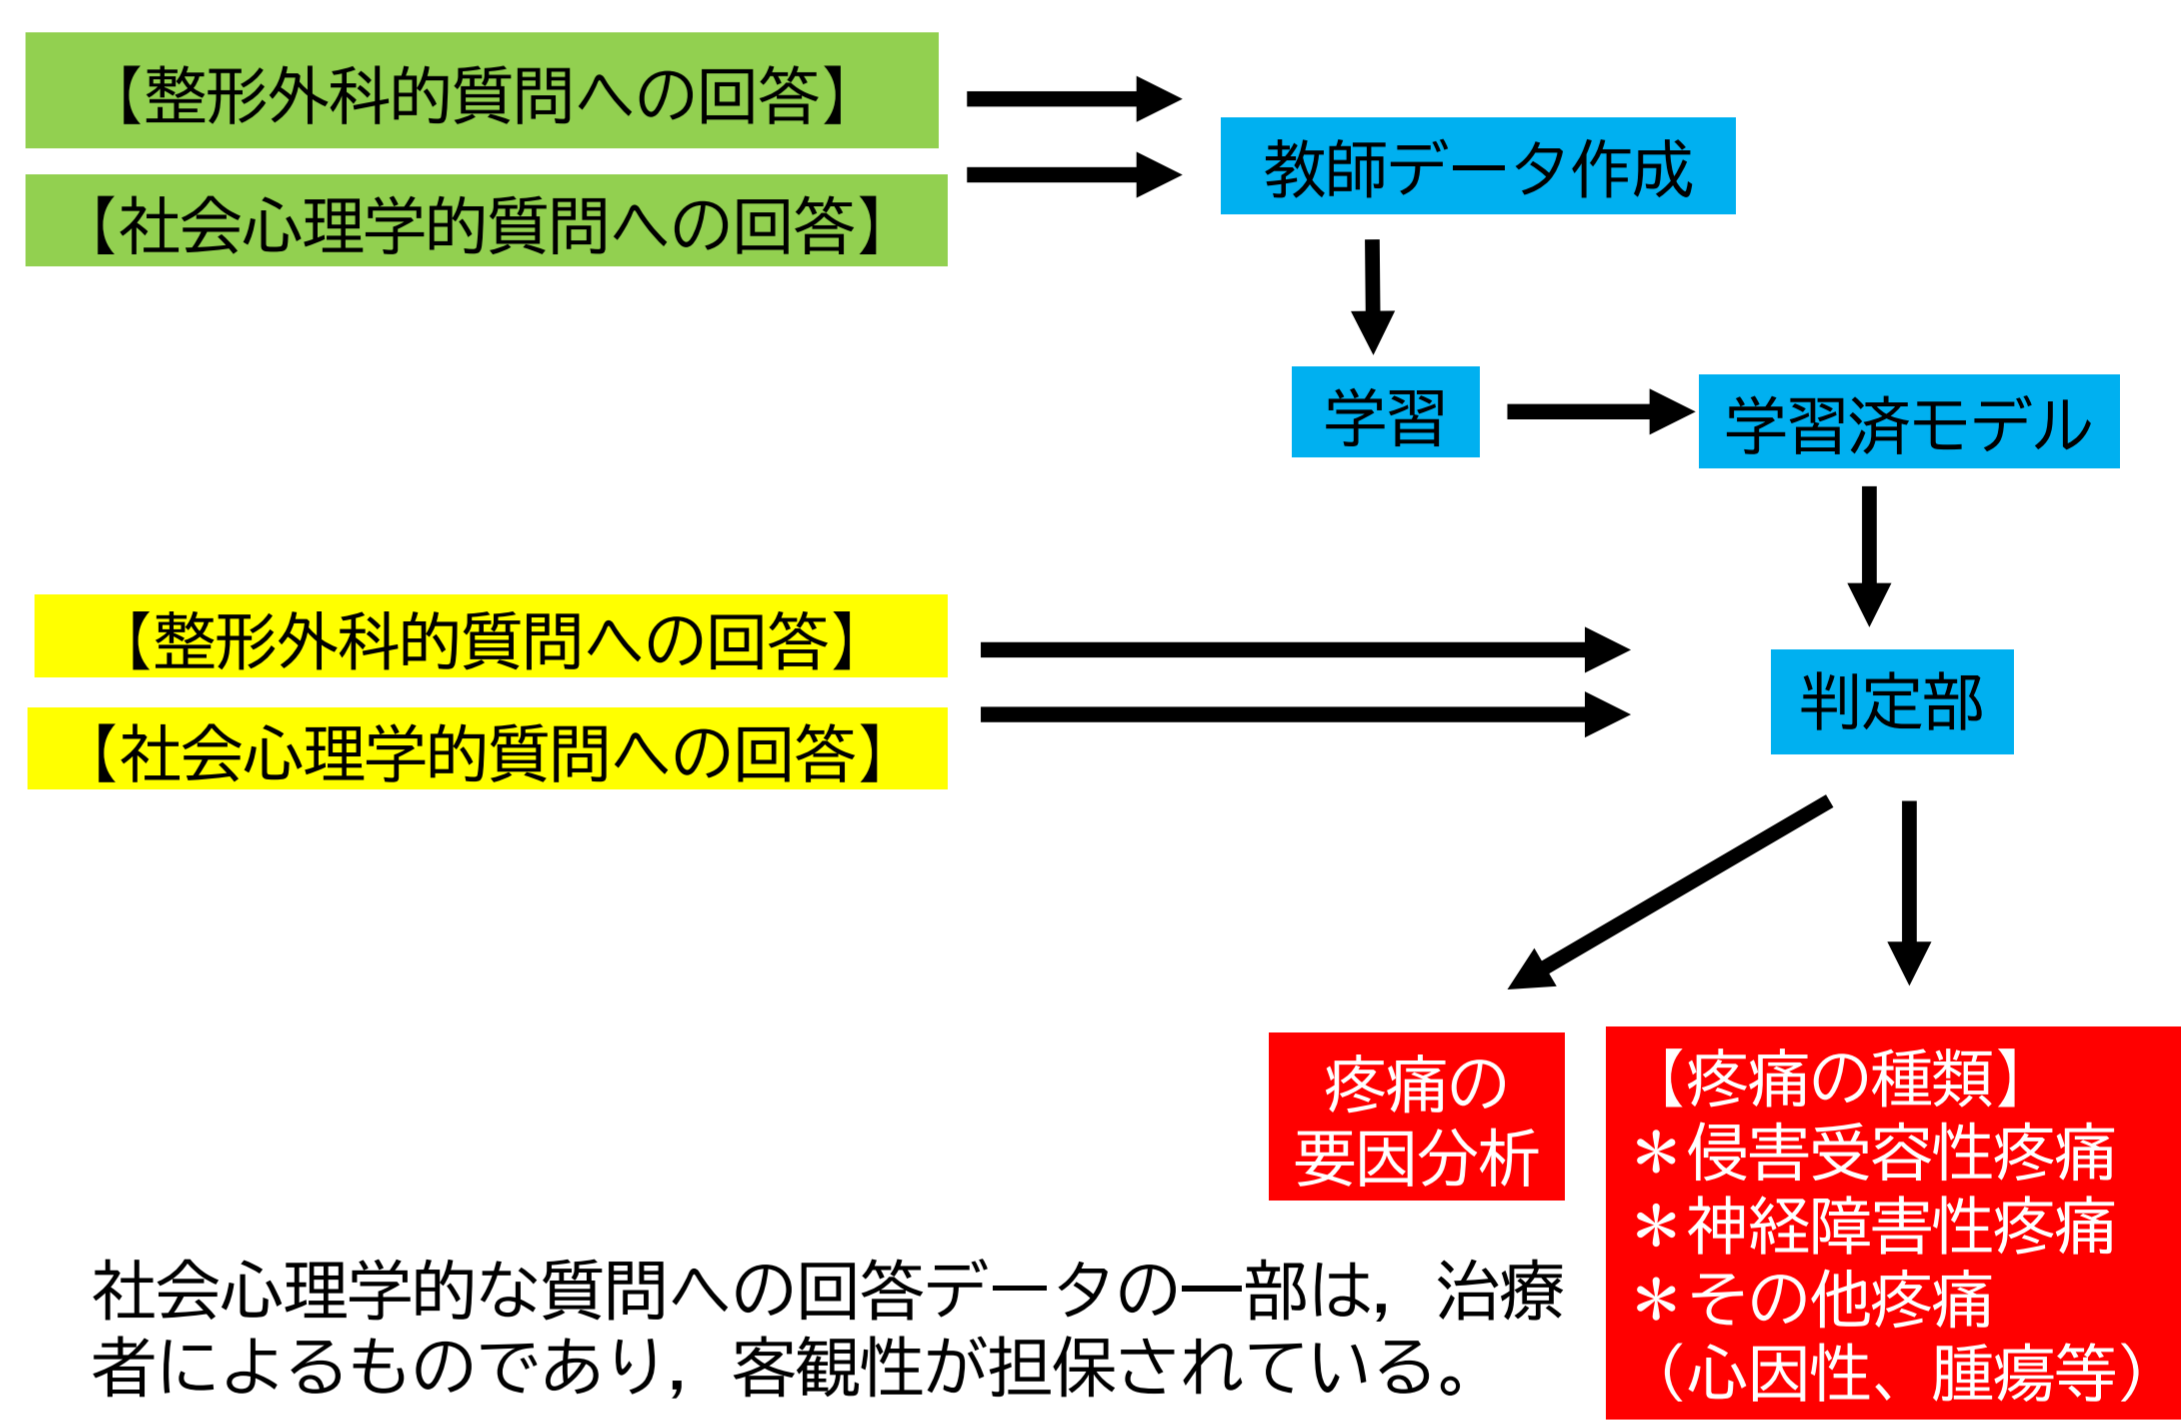 【整形外科的質問への回答】
【社会心理学的質問への回答】
教師データ作成
学習
学習済モデル
【整形外科的質問への回答】
【社会心理学的質問への回答】
判定部
疼痛の
要因分析
【疼痛の種類】
＊侵害受容性疼痛
＊神経障害性疼痛
＊その他疼痛
（心因性、腫瘍等）
社会心理学的な質問への回答データの一部は，治療
者によるものであり，客観性が担保されている。